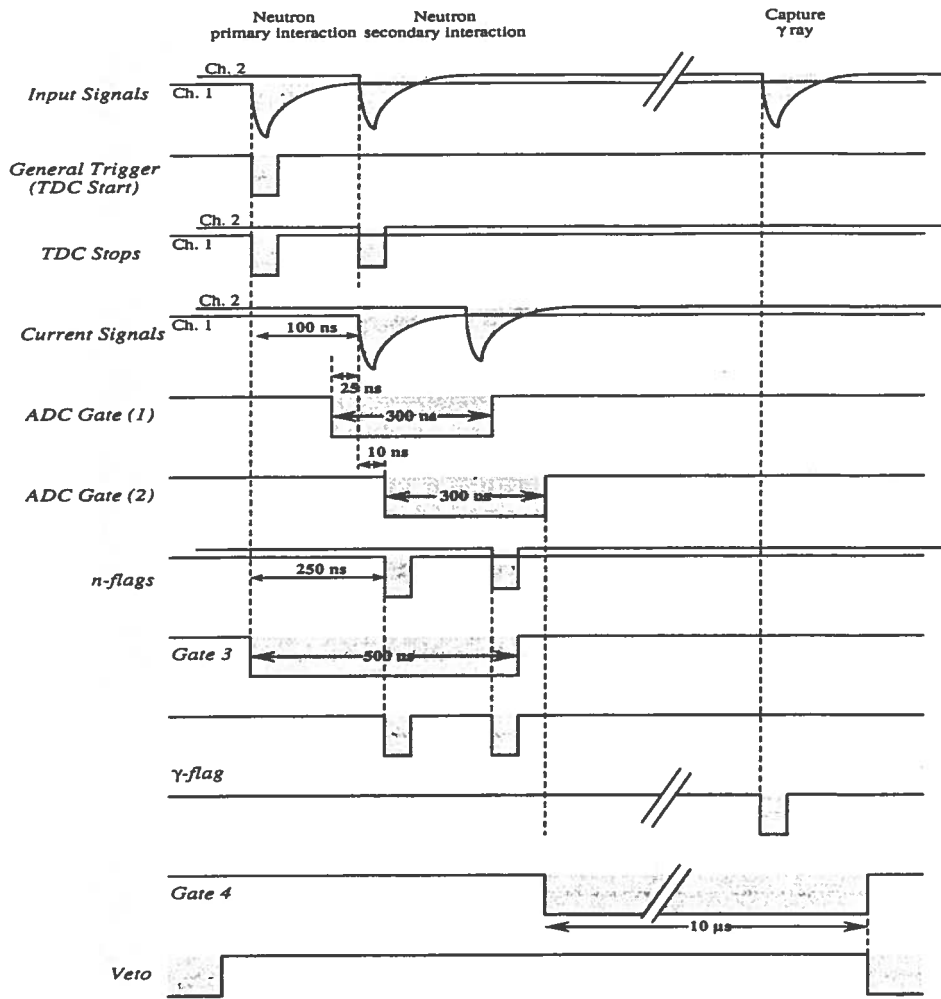 Neutron
primary interaction
Neutron
secondary interaction
Capture
γ ray
Ch. 2
Input Signals
Ch. 1
General Trigger
(TDC Start)
Ch. 2
Ch. 1
TDC Stops
Ch. 2
Ch. 1
Current Signals
100 ns
25 ns
ADC Gate (1)
300 ns
10 ns
ADC Gate (2)
300 ns
250 ns
n-flags
Gate 3
500 ns
γ-flag
Gate 4
10 μs
Veto